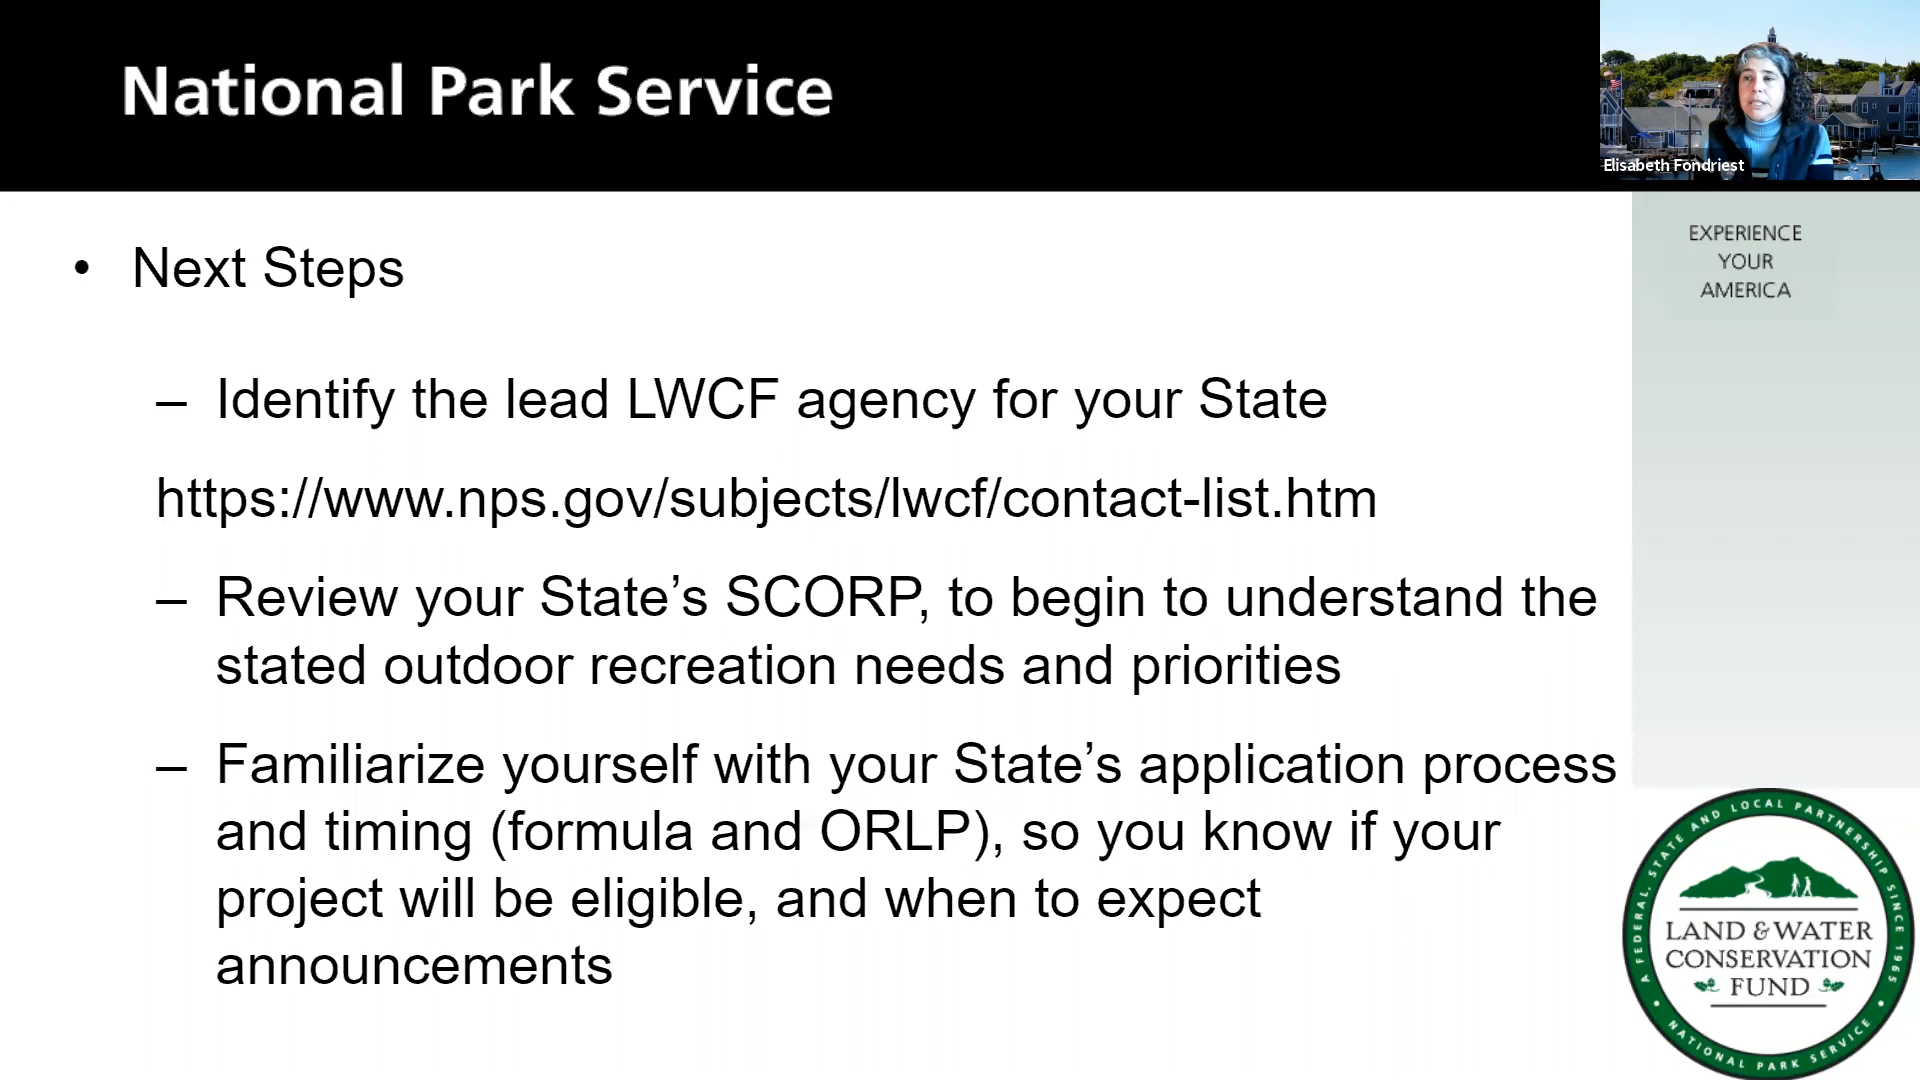 National Park Service
Elisabeth Fondriest
EXPERIENCE
YOUR
AMERICA
• Next Steps
– Identify the lead LWCF agency for your State
https://www.nps.gov/subjects/lwcf/contact-list.htm
– Review your State’s SCORP, to begin to understand the
stated outdoor recreation needs and priorities
– Familiarize yourself with your State’s application process
and timing (formula and ORLP), so you know if your
project will be eligible, and when to expect
announcements
A FEDERAL, STATE AND LOCAL PARTNERSHIP SINCE 1965
LAND & WATER
CONSERVATION
FUND
• NATIONAL PARK SERVICE •